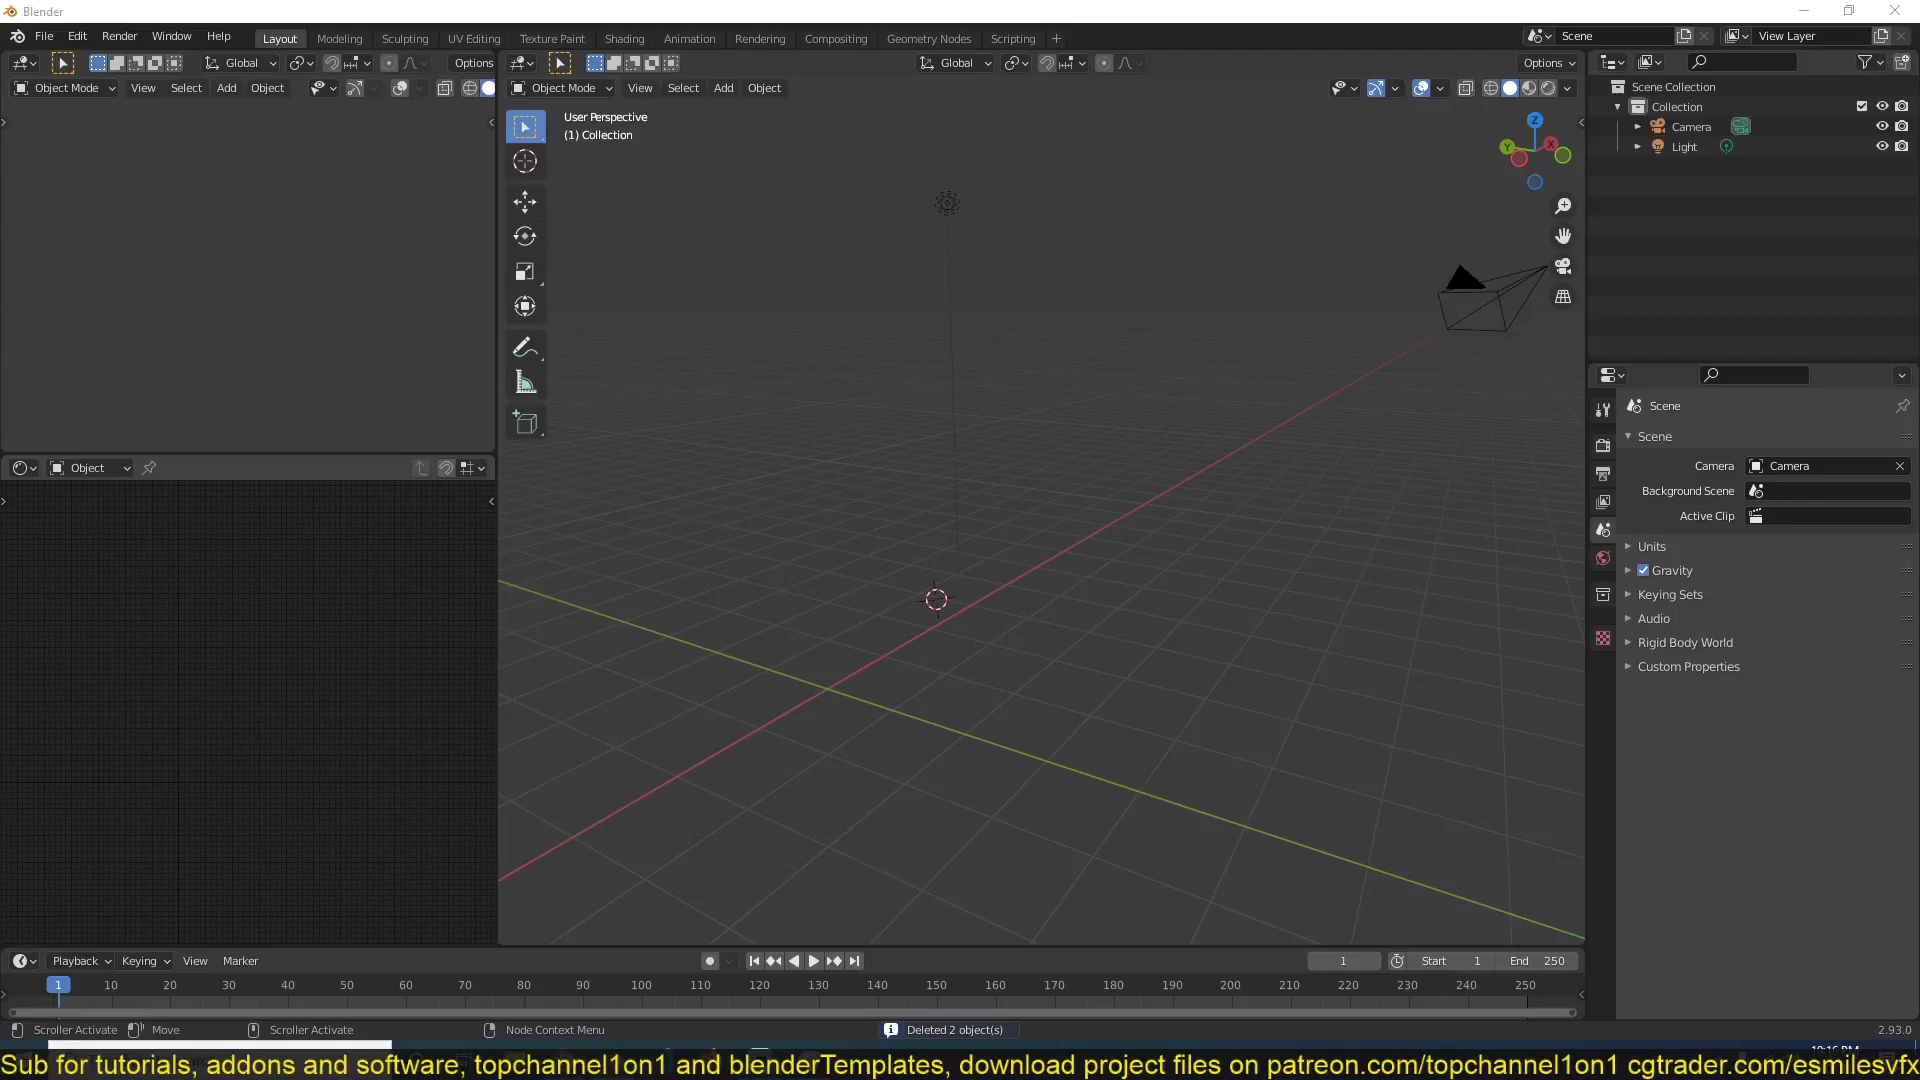 Blender
File Edit Render Window Help
Layout Modeling Sculpting UV Editing Texture Paint Shading Animation Rendering Compositing Geometry Nodes Scripting +
Scene
View Layer
Global
Options
Global
Options
Object Mode View Select Add Object
Object Mode View Select Add Object
User Perspective
(1) Collection
Z
Y
X
Scene Collection
Collection
Camera
Light
Scene
Scene
Camera Camera
Background Scene
Active Clip
Units
Gravity
Keying Sets
Audio
Rigid Body World
Custom Properties
Object
Playback Keying View Marker
1
Start 1
End 250
1 10 20 30 40 50 60 70 80 90 100 110 120 130 140 150 160 170 180 190 200 210 220 230 240 250
Scroller Activate
Move
Scroller Activate
Node Context Menu
Deleted 2 object(s)
2.93.0
10:16 PM
Sub for tutorials, addons and software, topchannel1on1 and blenderTemplates, download project files on patreon.com/topchannel1on1 cgtrader.com/esmilesvfx